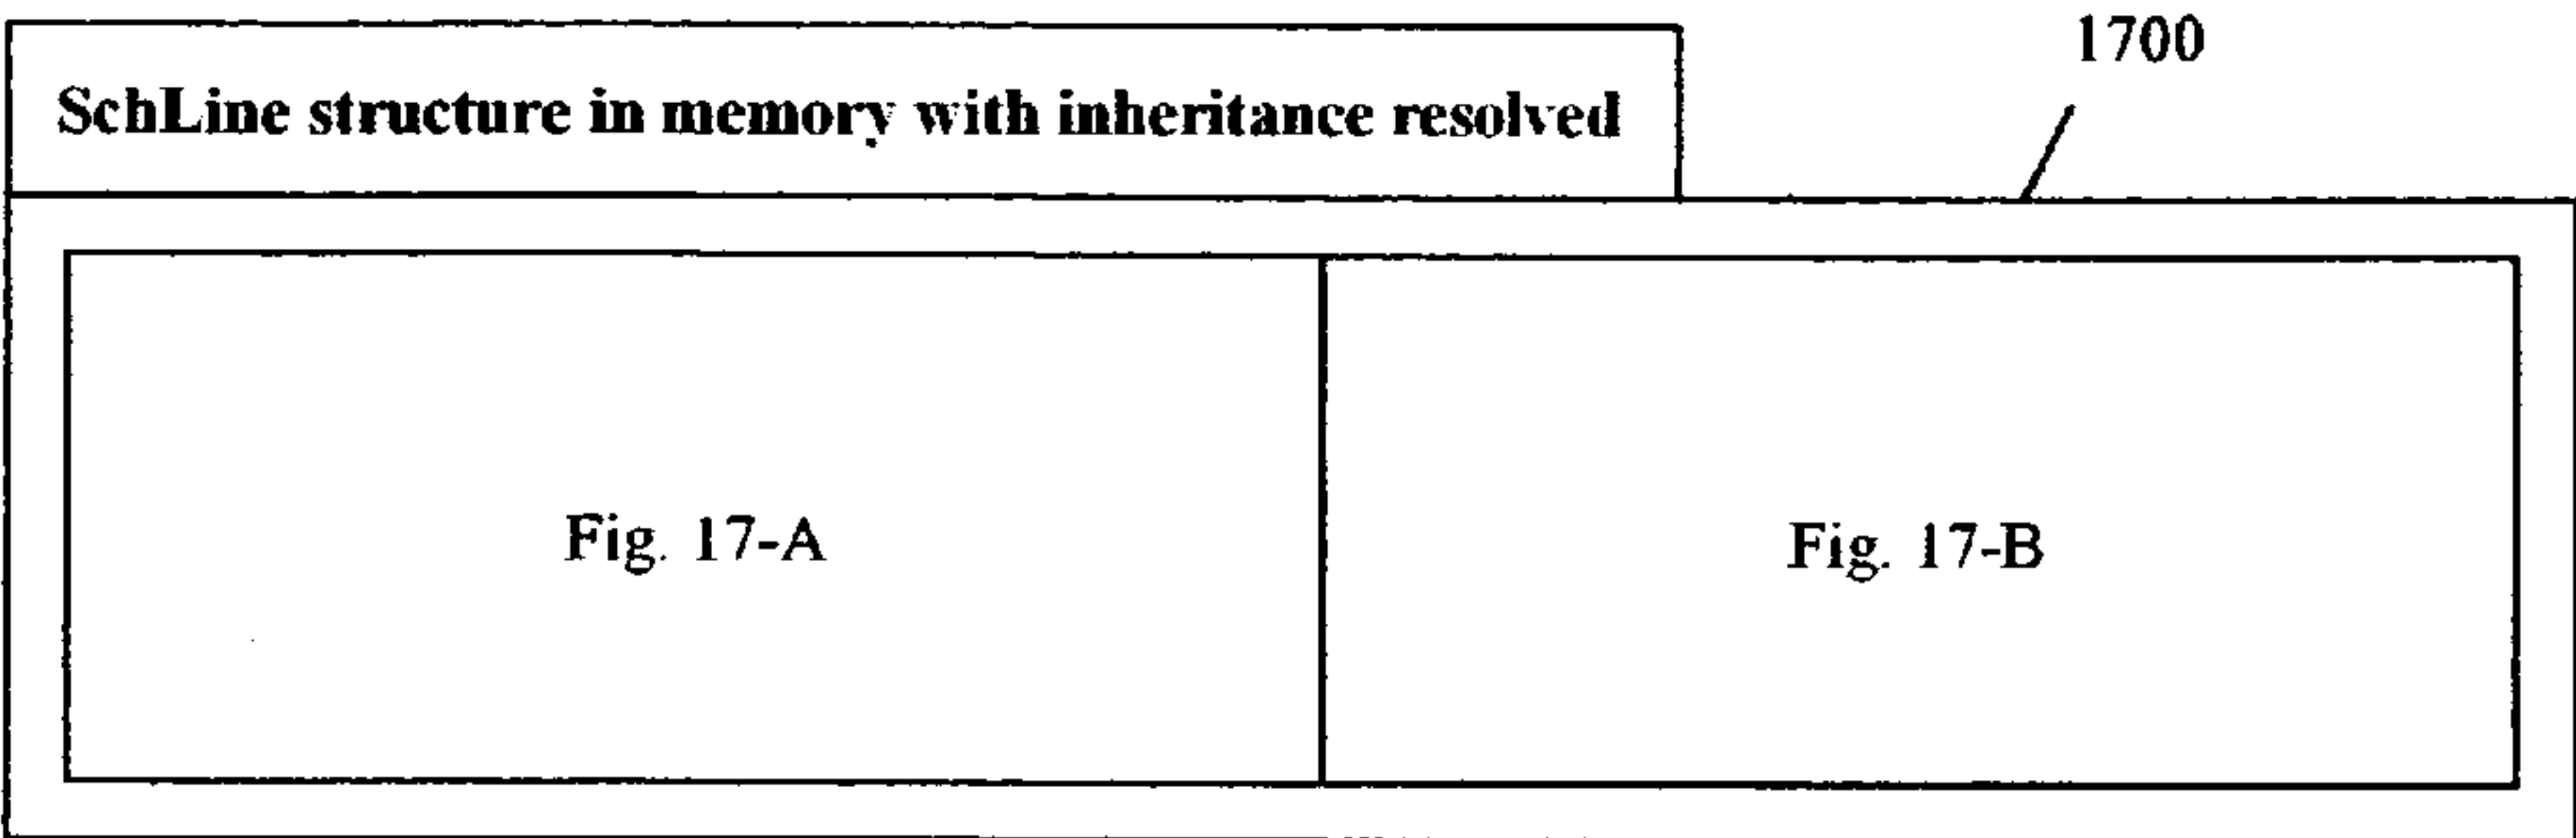 1700
SchLine structure in memory with inheritance resolved
Fig. 17-A
Fig. 17-B